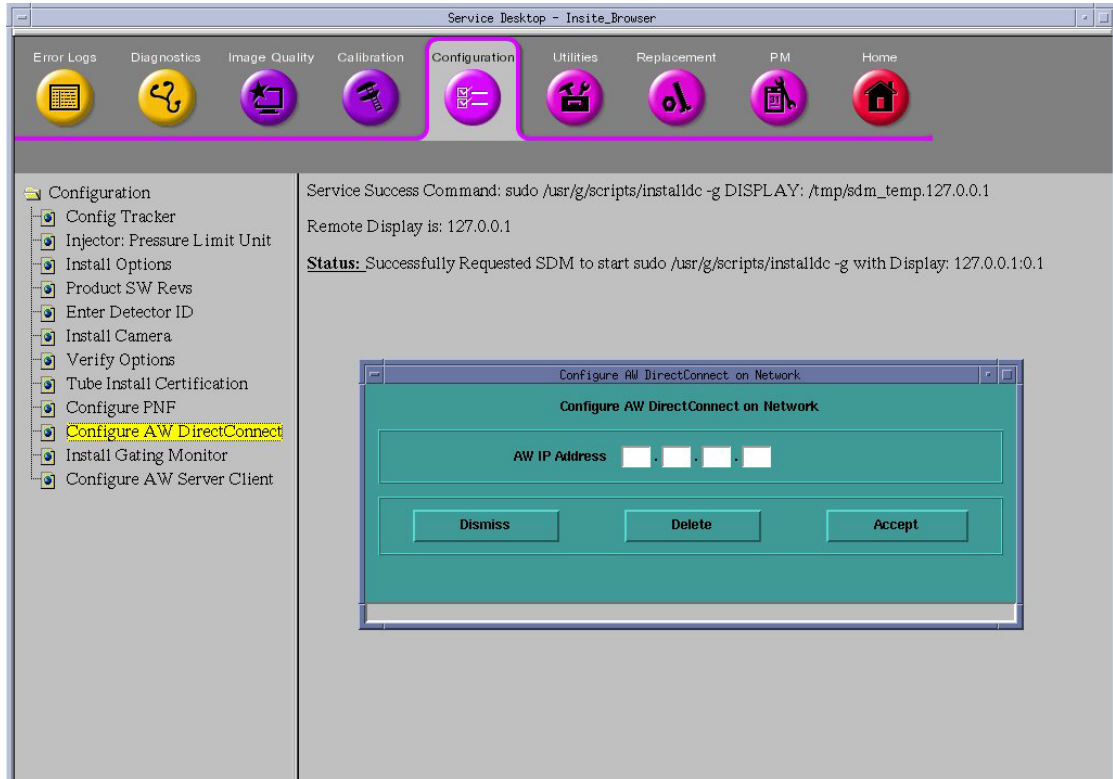 Service Desktop - Insite_Browser
Error Logs
Diagnostics
Image Quality
Calibration
Configuration
Utilities
Replacement
PM
Home
Configuration
Config Tracker
Injector: Pressure Limit Unit
Install Options
Product SW Revs
Enter Detector ID
Install Camera
Verify Options
Tube Install Certification
Configure PNF
Configure AW DirectConnect
Install Gating Monitor
Configure AW Server Client
Service Success Command: sudo /usr/g/scripts/installdc -g DISPLAY: /tmp/sdm_temp.127.0.0.1
Remote Display is: 127.0.0.1
Status: Successfully Requested SDM to start sudo /usr/g/scripts/installdc -g with Display: 127.0.0.1:0.1
Configure AW DirectConnect on Network
Configure AW DirectConnect on Network
AW IP Address . . .
Dismiss
Delete
Accept